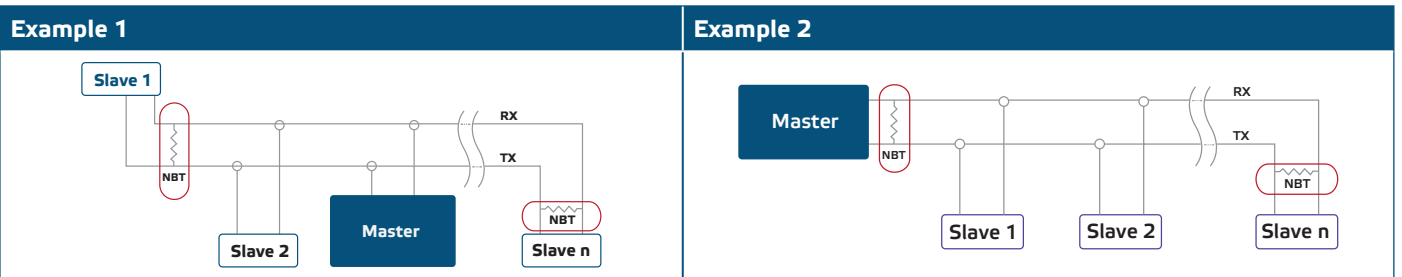 Example 1
Slave 1
RX
TX
NBT
NBT
Slave 2
Master
Slave n
Example 2
RX
Master
TX
NBT
NBT
Slave 1
Slave 2
Slave n